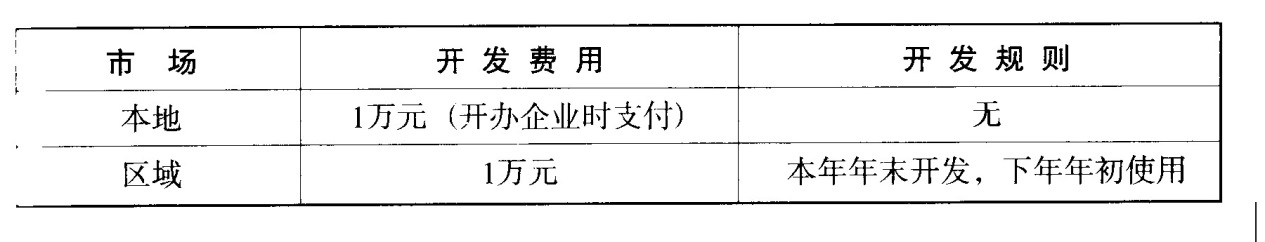 市 场 开 发 费 用 开 发 规 则
本地 1万元（开办企业时支付） 无
区域 1万元 本年年末开发，下年年初使用